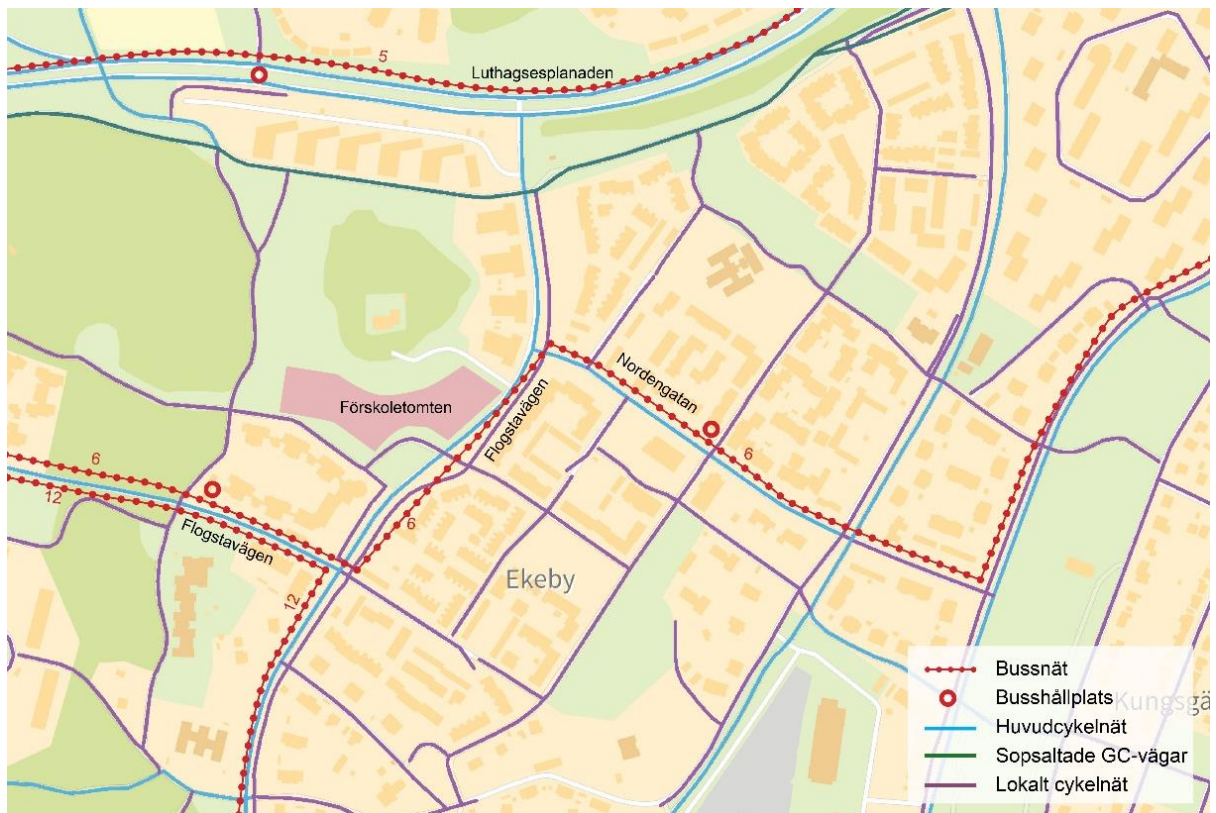 5
Luthagsesplanaden
Nordengatan
Förskoletomten
Flogstavägen
6
6
12
6
Flogstavägen
12
Ekeby
Bussnät
Busshållplats
Kungsgä
Huvudcykelnät
Sopsaltade GC-vägar
Lokalt cykelnät